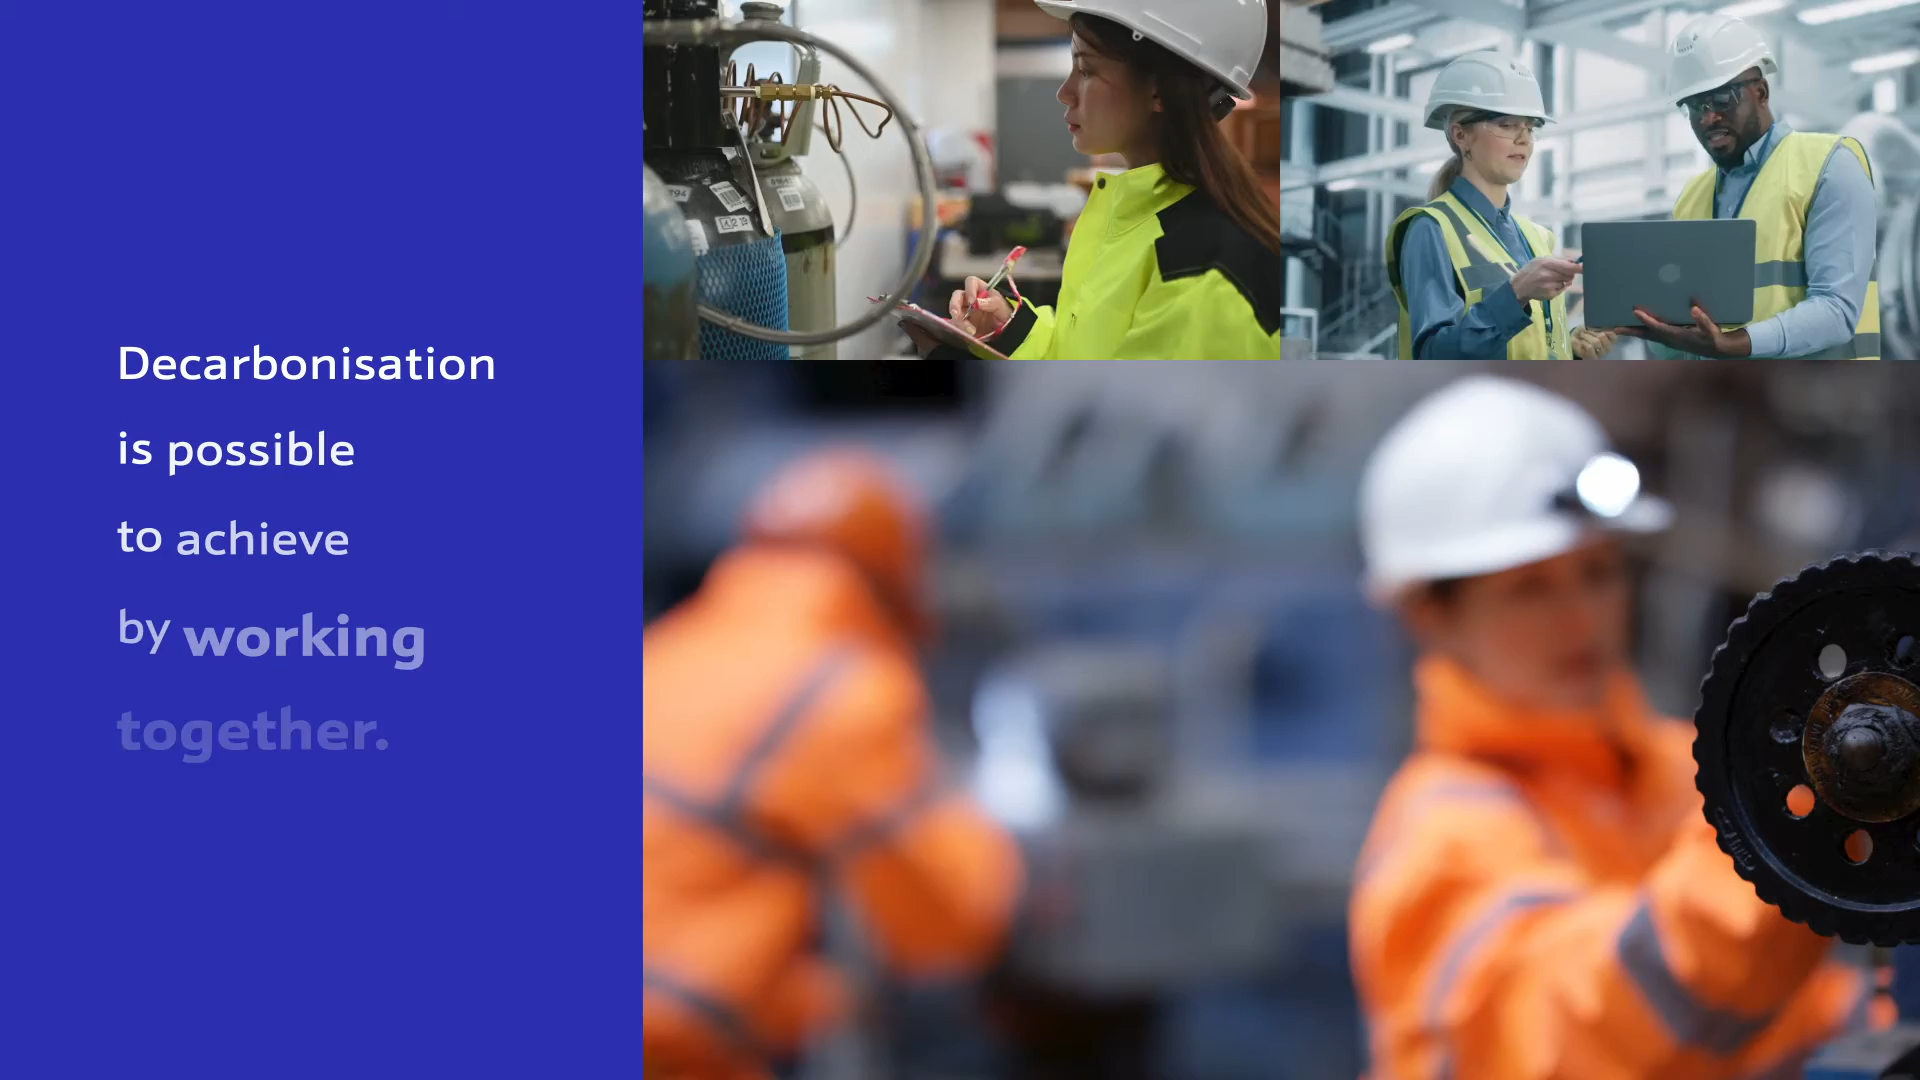 Decarbonisation
is possible
to achieve
by working
together.